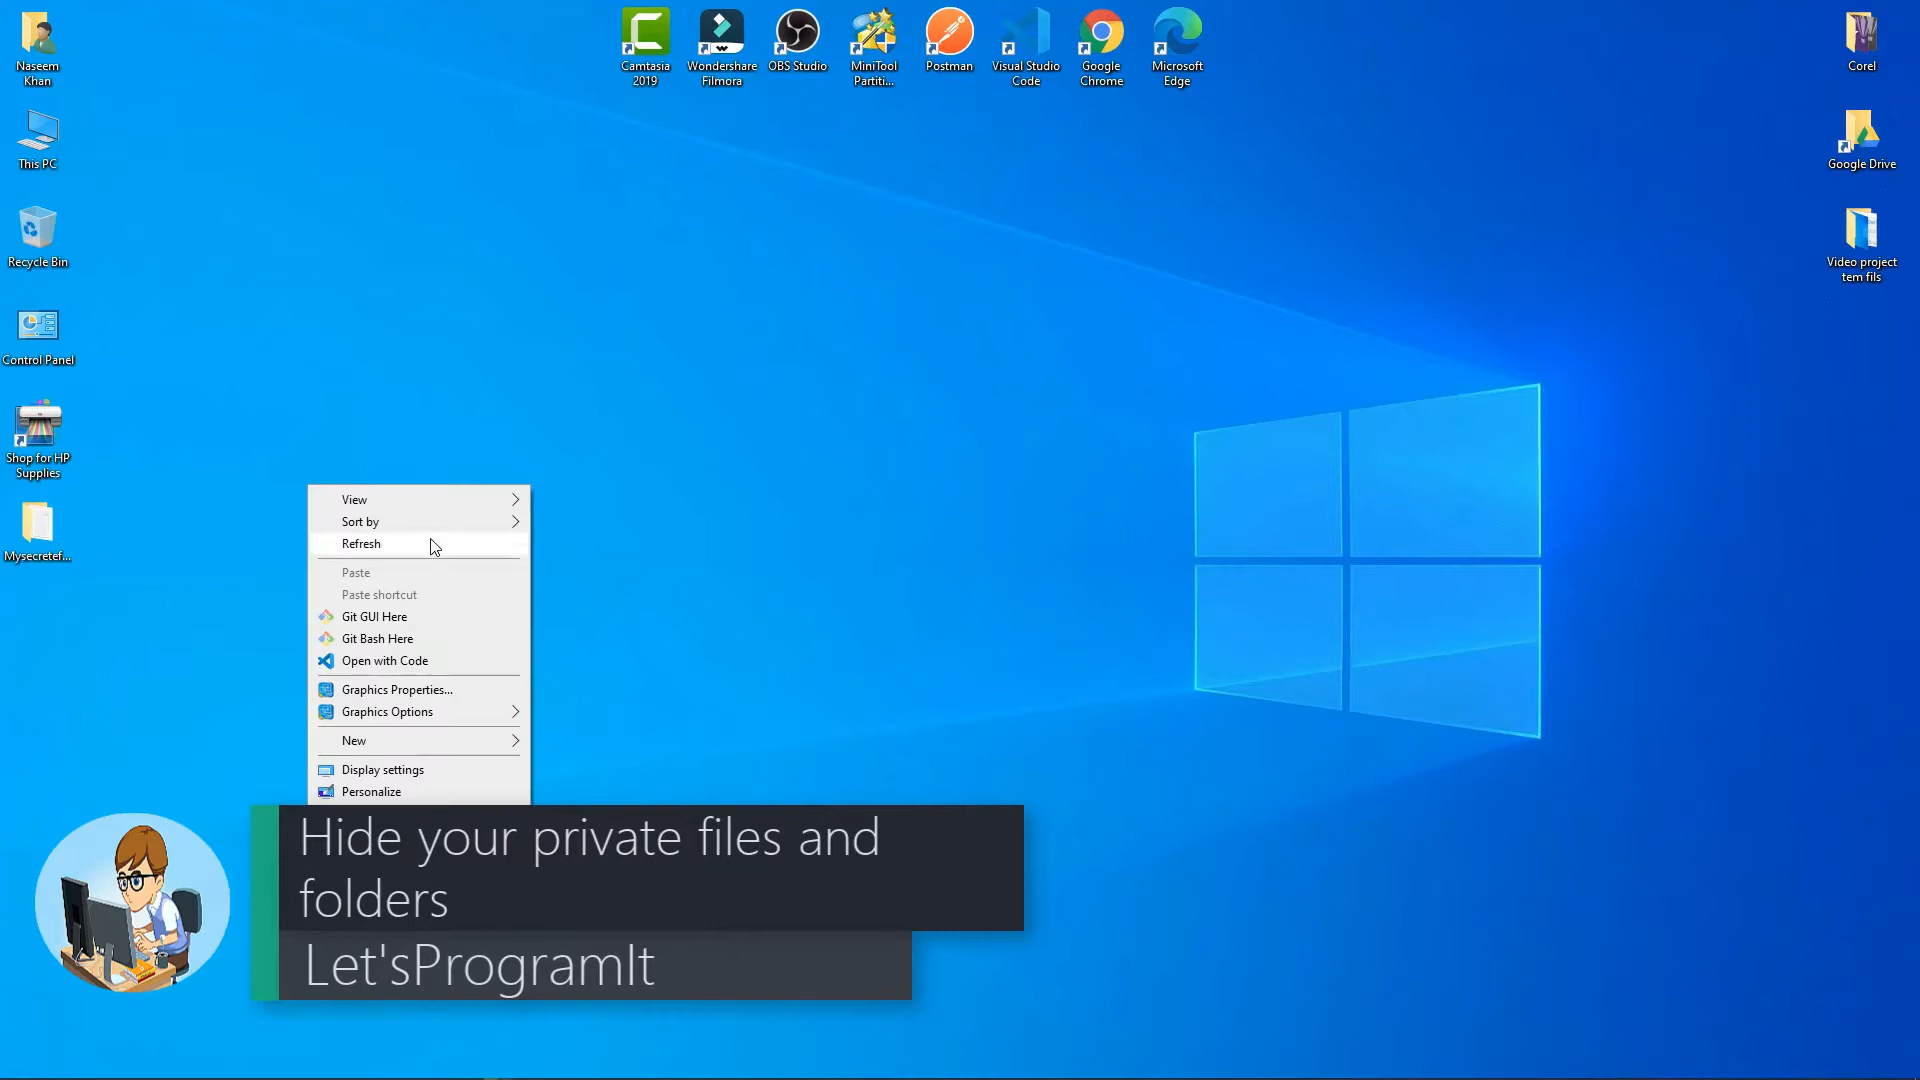 Naseem
Khan
This PC
Recycle Bin
Control Panel
Shop for HP
Supplies
Mysecretef...
Camtasia
2019
Wondershare
Filmora
OBS Studio
MiniTool
Partiti...
Postman
Visual Studio
Code
Google
Chrome
Microsoft
Edge
Corel
Google Drive
Video project
tem fils
View
Sort by
Refresh
Paste
Paste shortcut
Git GUI Here
Git Bash Here
Open with Code
Graphics Properties...
Graphics Options
New
Display settings
Personalize
Hide your private files and
folders
Let'sProgramIt